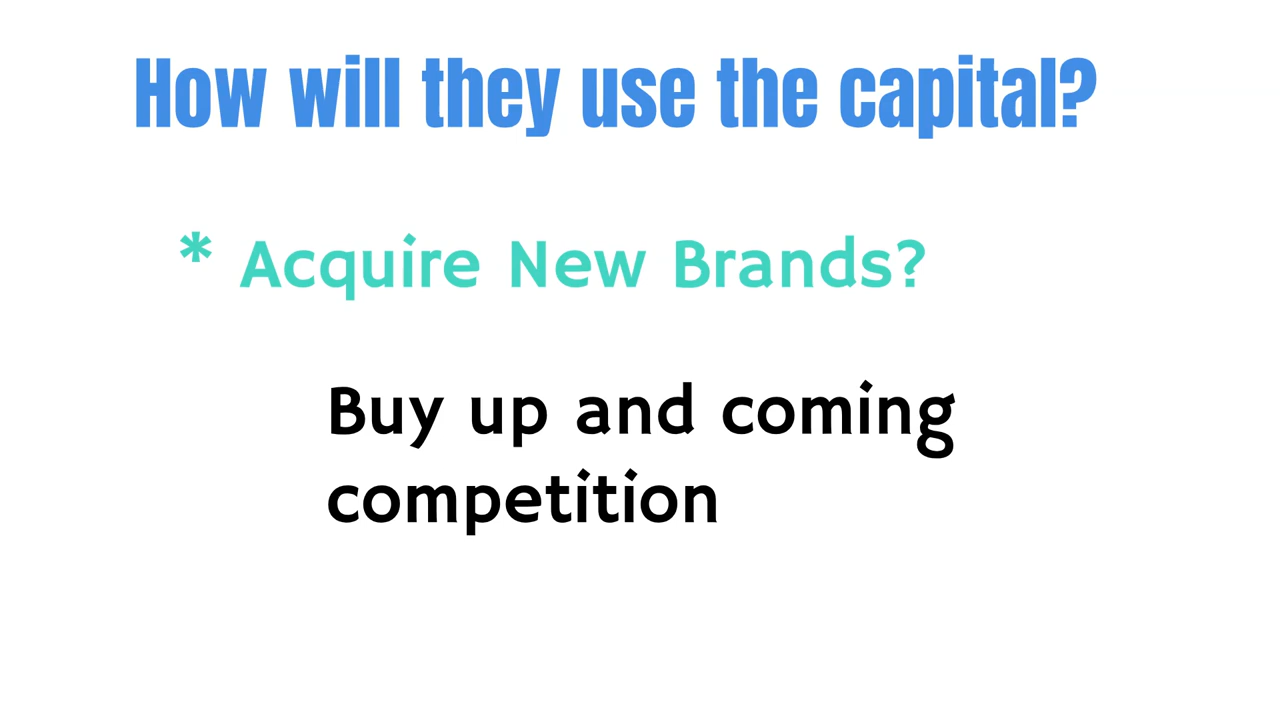 How will they use the capital?
* Acquire New Brands?
Buy up and coming
competition